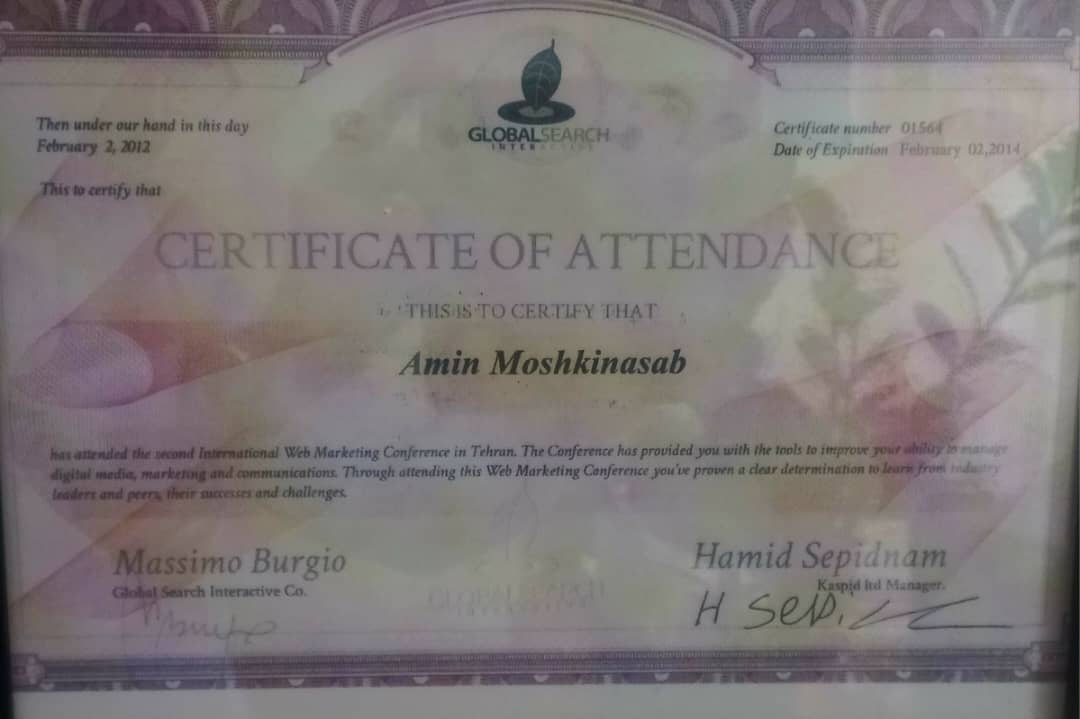 GLOBALSEARCH
INTERACTIVE
Then under our hand in this day
February 2, 2012
Certificate number 01564
Date of Expiration February 02,2014
This to certify that
CERTIFICATE OF ATTENDANCE
THIS IS TO CERTIFY THAT
Amin Moshkinasab
has attended the second International Web Marketing Conference in Tehran. The Conference has provided you with the tools to improve your ability to manage
digital media, marketing and communications. Through attending this Web Marketing Conference you've proven a clear determination to learn from industry
leaders and peers, their successes and challenges.
Massimo Burgio
Global Search Interactive Co.
Hamid Sepidnam
Kaspid ltd Manager.
H Sep.
GLOBALSEARCH